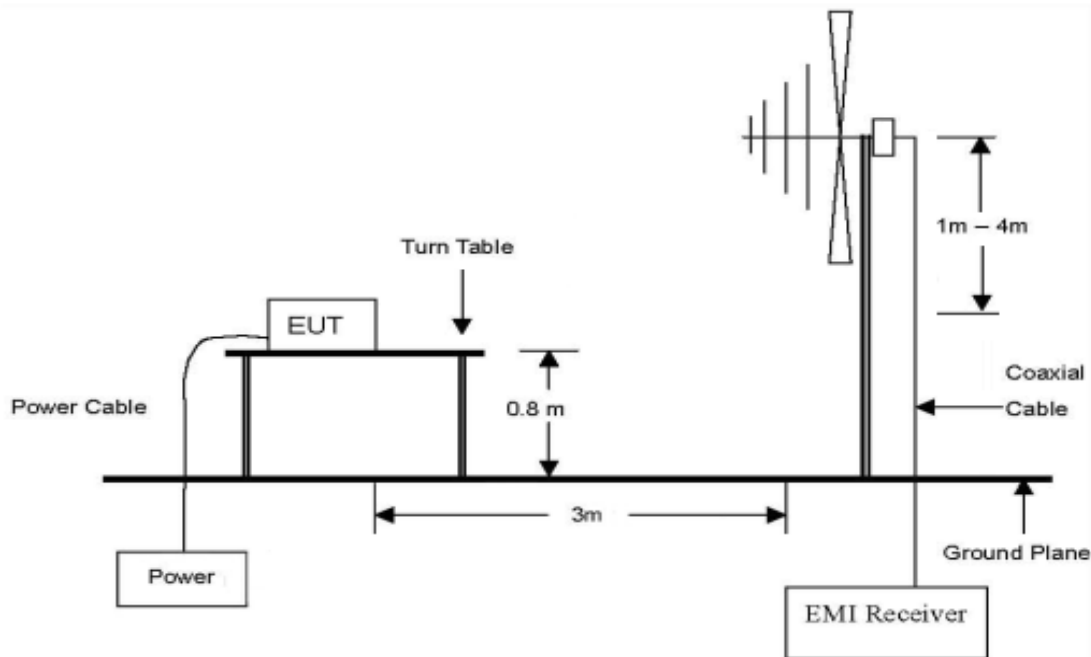 1m – 4m
Turn Table
EUT
Coaxial
Cable
Power Cable
0.8 m
3m
Ground Plane
Power
EMI Receiver